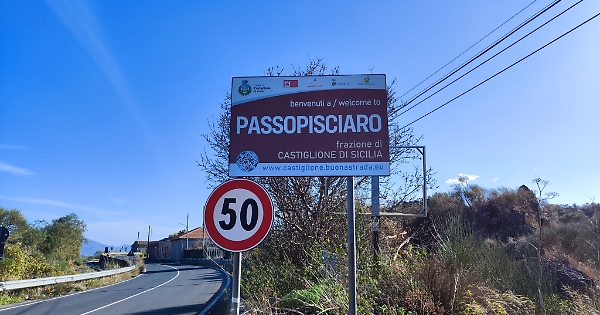 benvenuti a / welcome to
PASSOPISCIARO
frazione di
CASTIGLIONE DI SICILIA
www.castiglione.buonastrada.eu
50